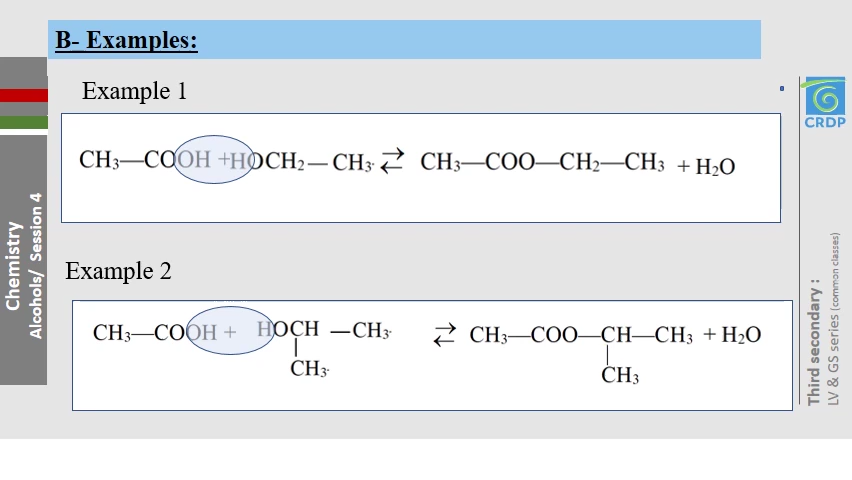 B- Examples:
Example 1
CH₃—COOH +HOCH₂—CH₃ ⇄ CH₃—COO—CH₂—CH₃ + H₂O
Example 2
CH₃—COOH + HOCH —CH₃ ⇄ CH₃—COO—CH—CH₃ + H₂O
CH₃ CH₃
Chemistry
Alcohols/ Session 4
CRDP
Third secondary :
LV & GS series (common classes)